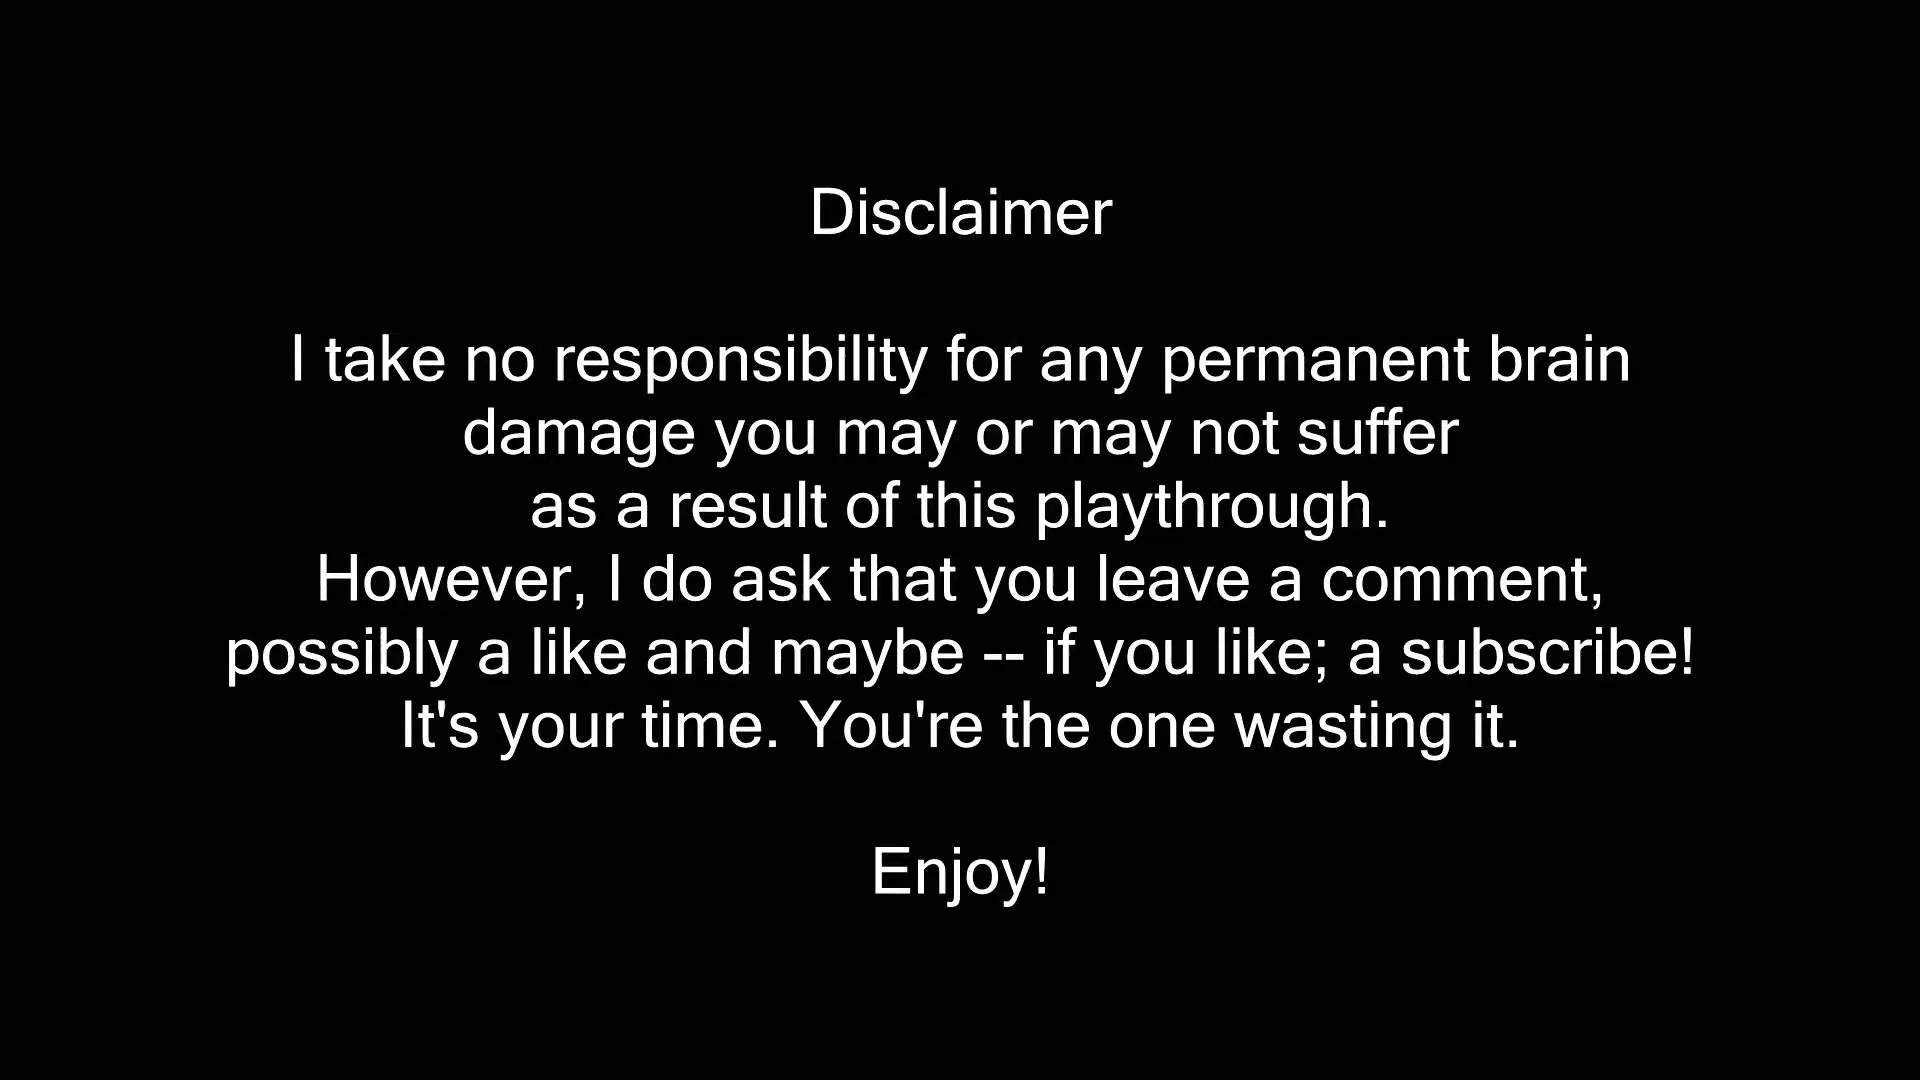 Disclaimer
I take no responsibility for any permanent brain
damage you may or may not suffer
as a result of this playthrough.
However, I do ask that you leave a comment,
possibly a like and maybe -- if you like; a subscribe!
It's your time. You're the one wasting it.
Enjoy!